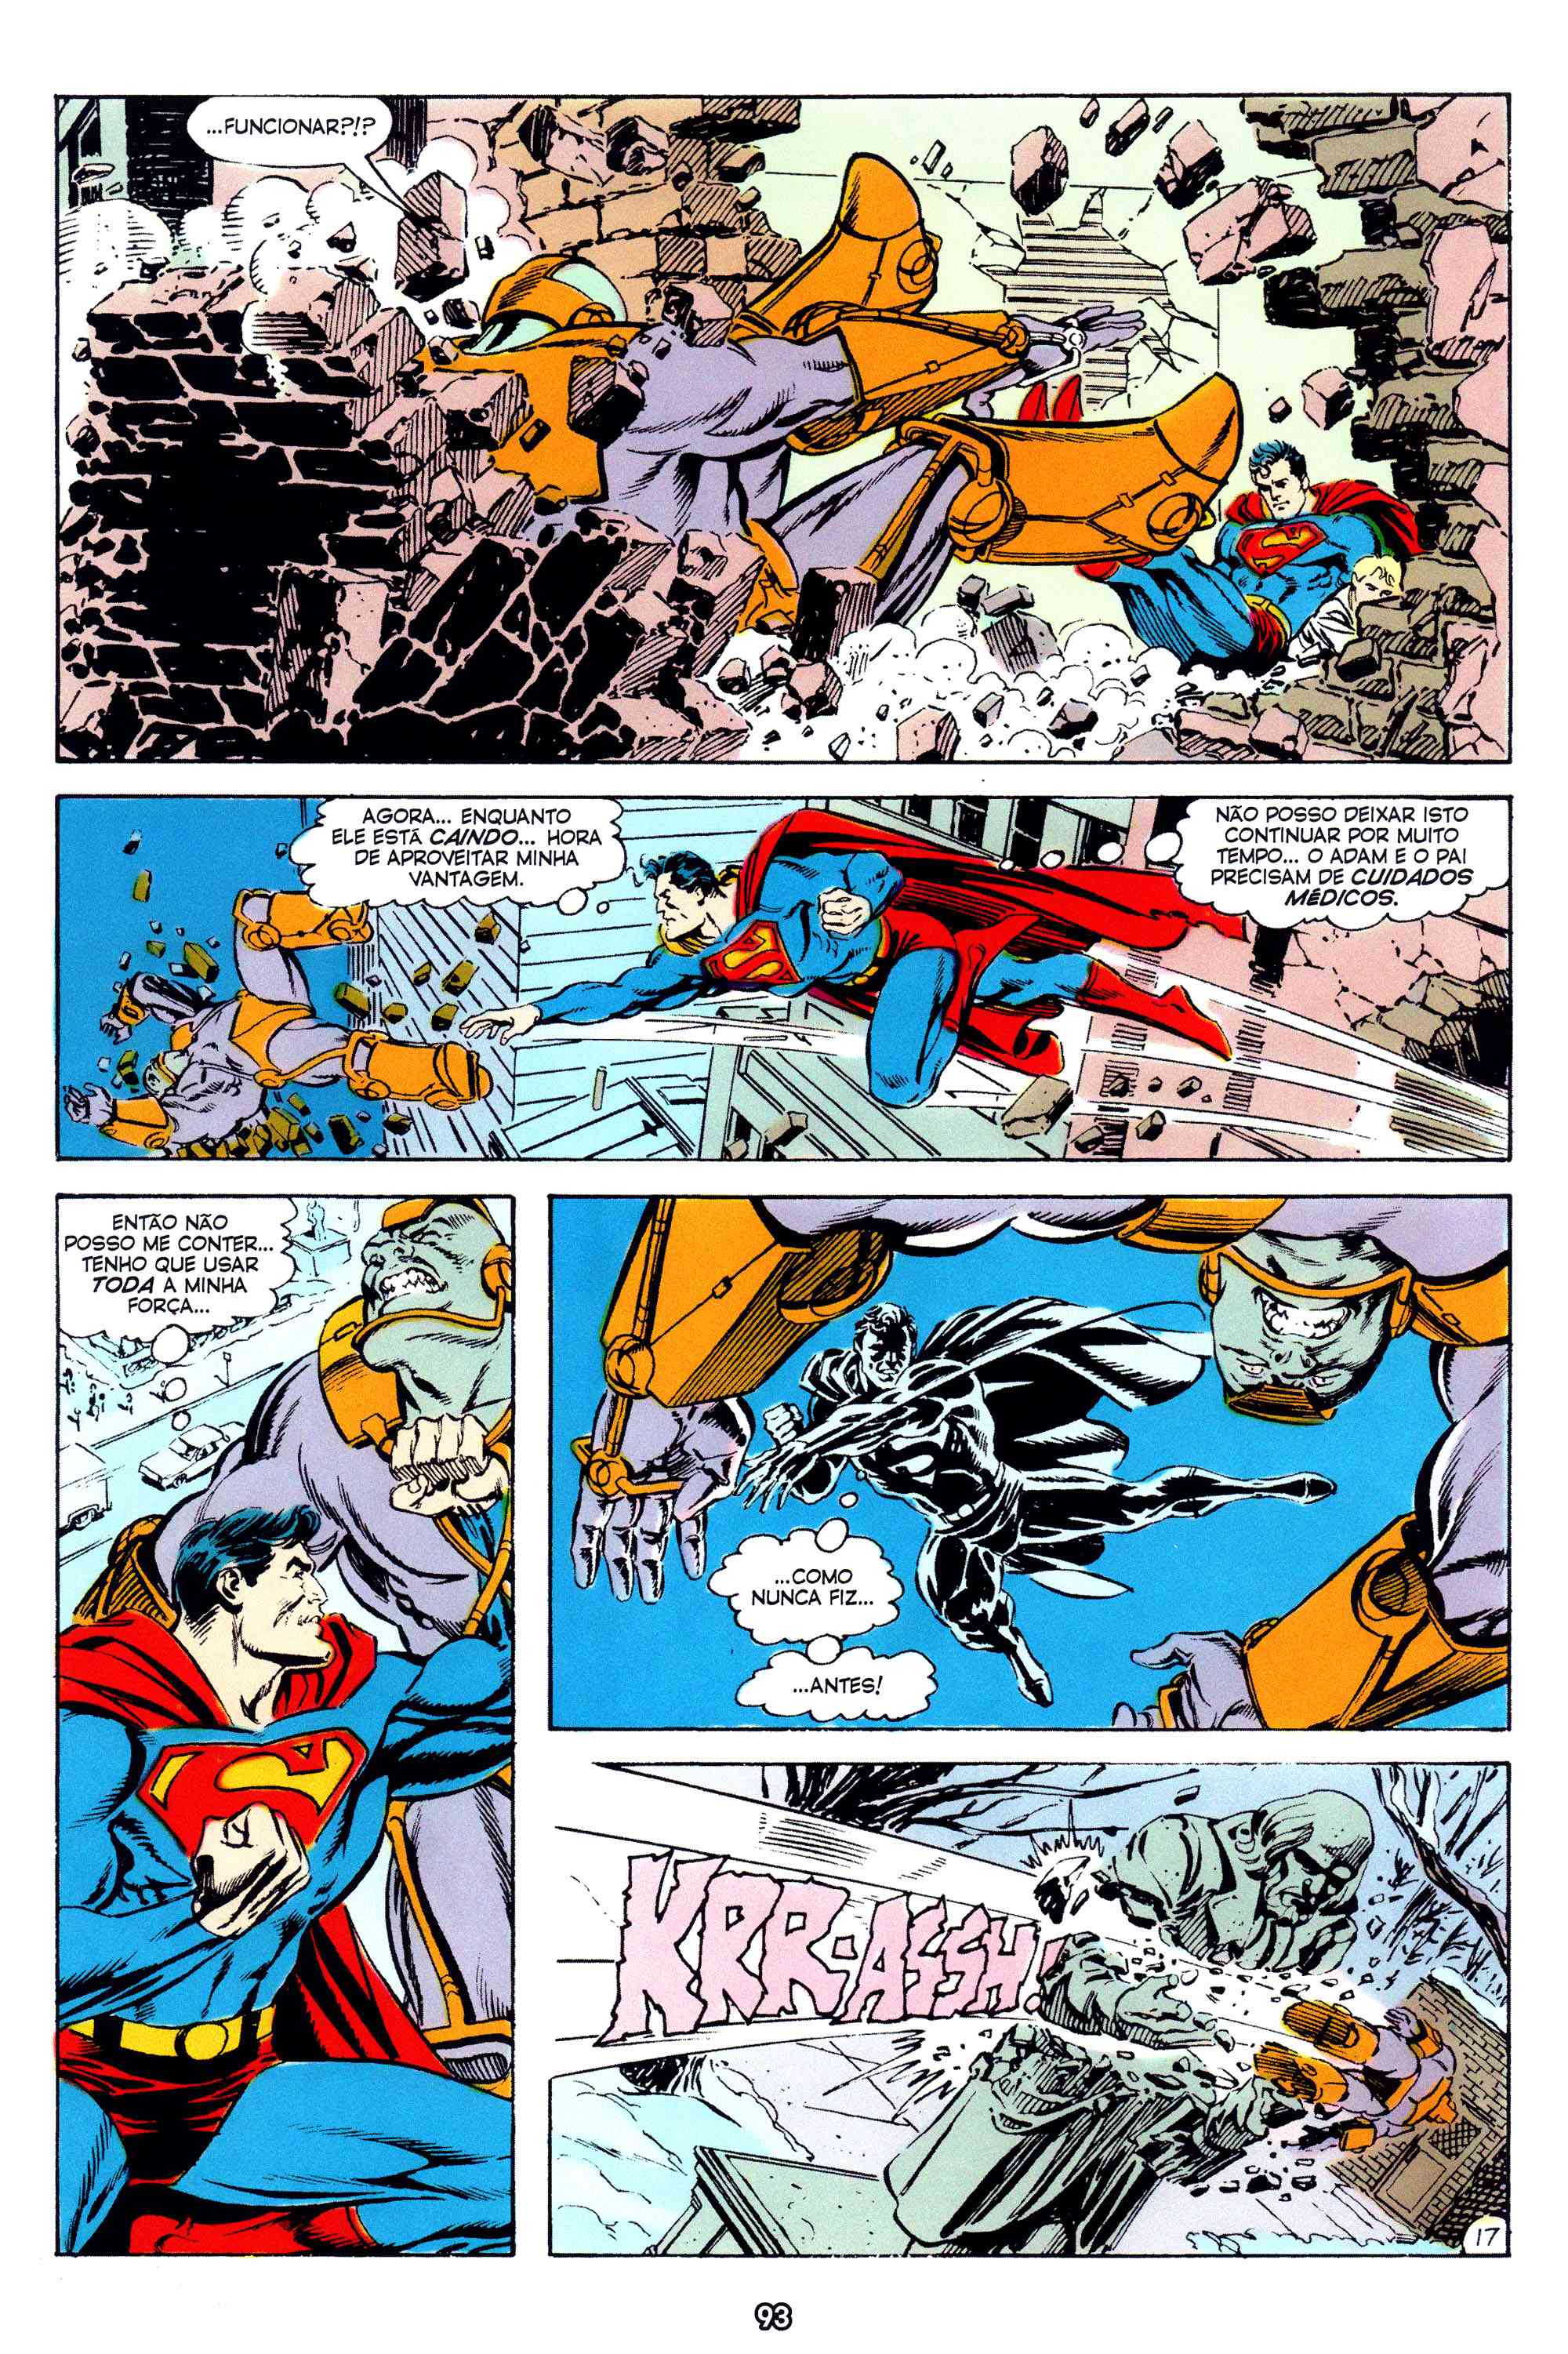 ...FUNCIONAR?!?
AGORA... ENQUANTO
ELE ESTÁ CAINDO... HORA
DE APROVEITAR MINHA
VANTAGEM.
NÃO POSSO DEIXAR ISTO
CONTINUAR POR MUITO
TEMPO... O ADAM E O PAI
PRECISAM DE CUIDADOS
MÉDICOS.
ENTÃO NÃO
POSSO ME CONTER...
TENHO QUE USAR
TODA A MINHA
FORÇA...
...COMO
NUNCA FIZ...
...ANTES!
KRRR-ASSSH!
17
93